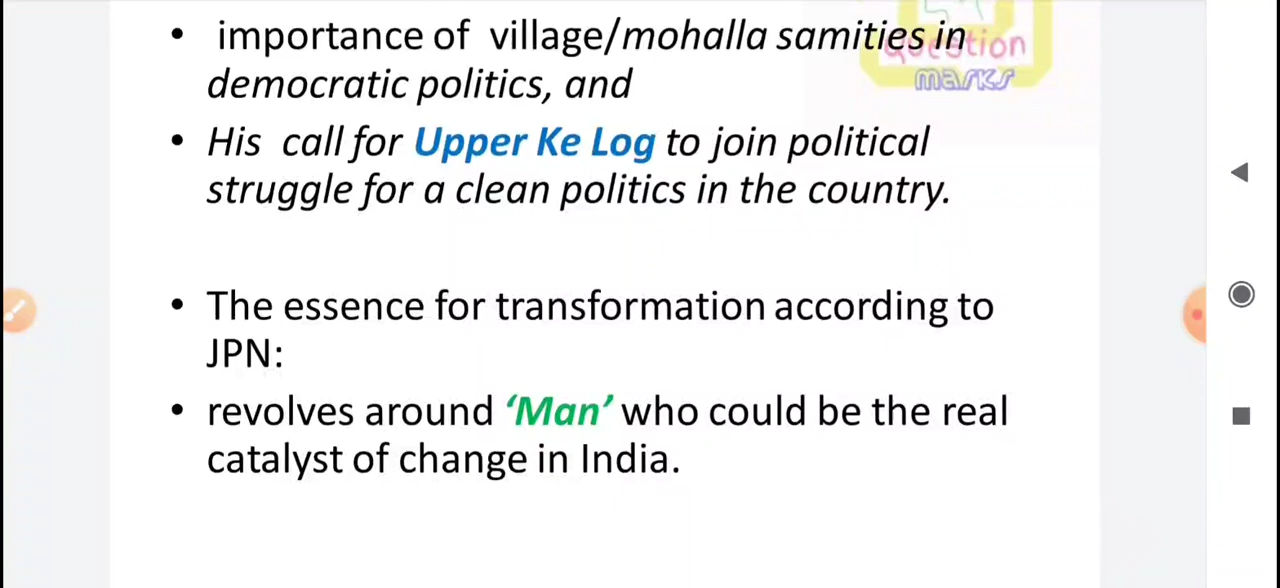 • importance of village/mohalla samities in
question
democratic politics, and
marks
• His call for Upper Ke Log to join political
struggle for a clean politics in the country.
• The essence for transformation according to
JPN:
• revolves around ‘Man’ who could be the real
catalyst of change in India.